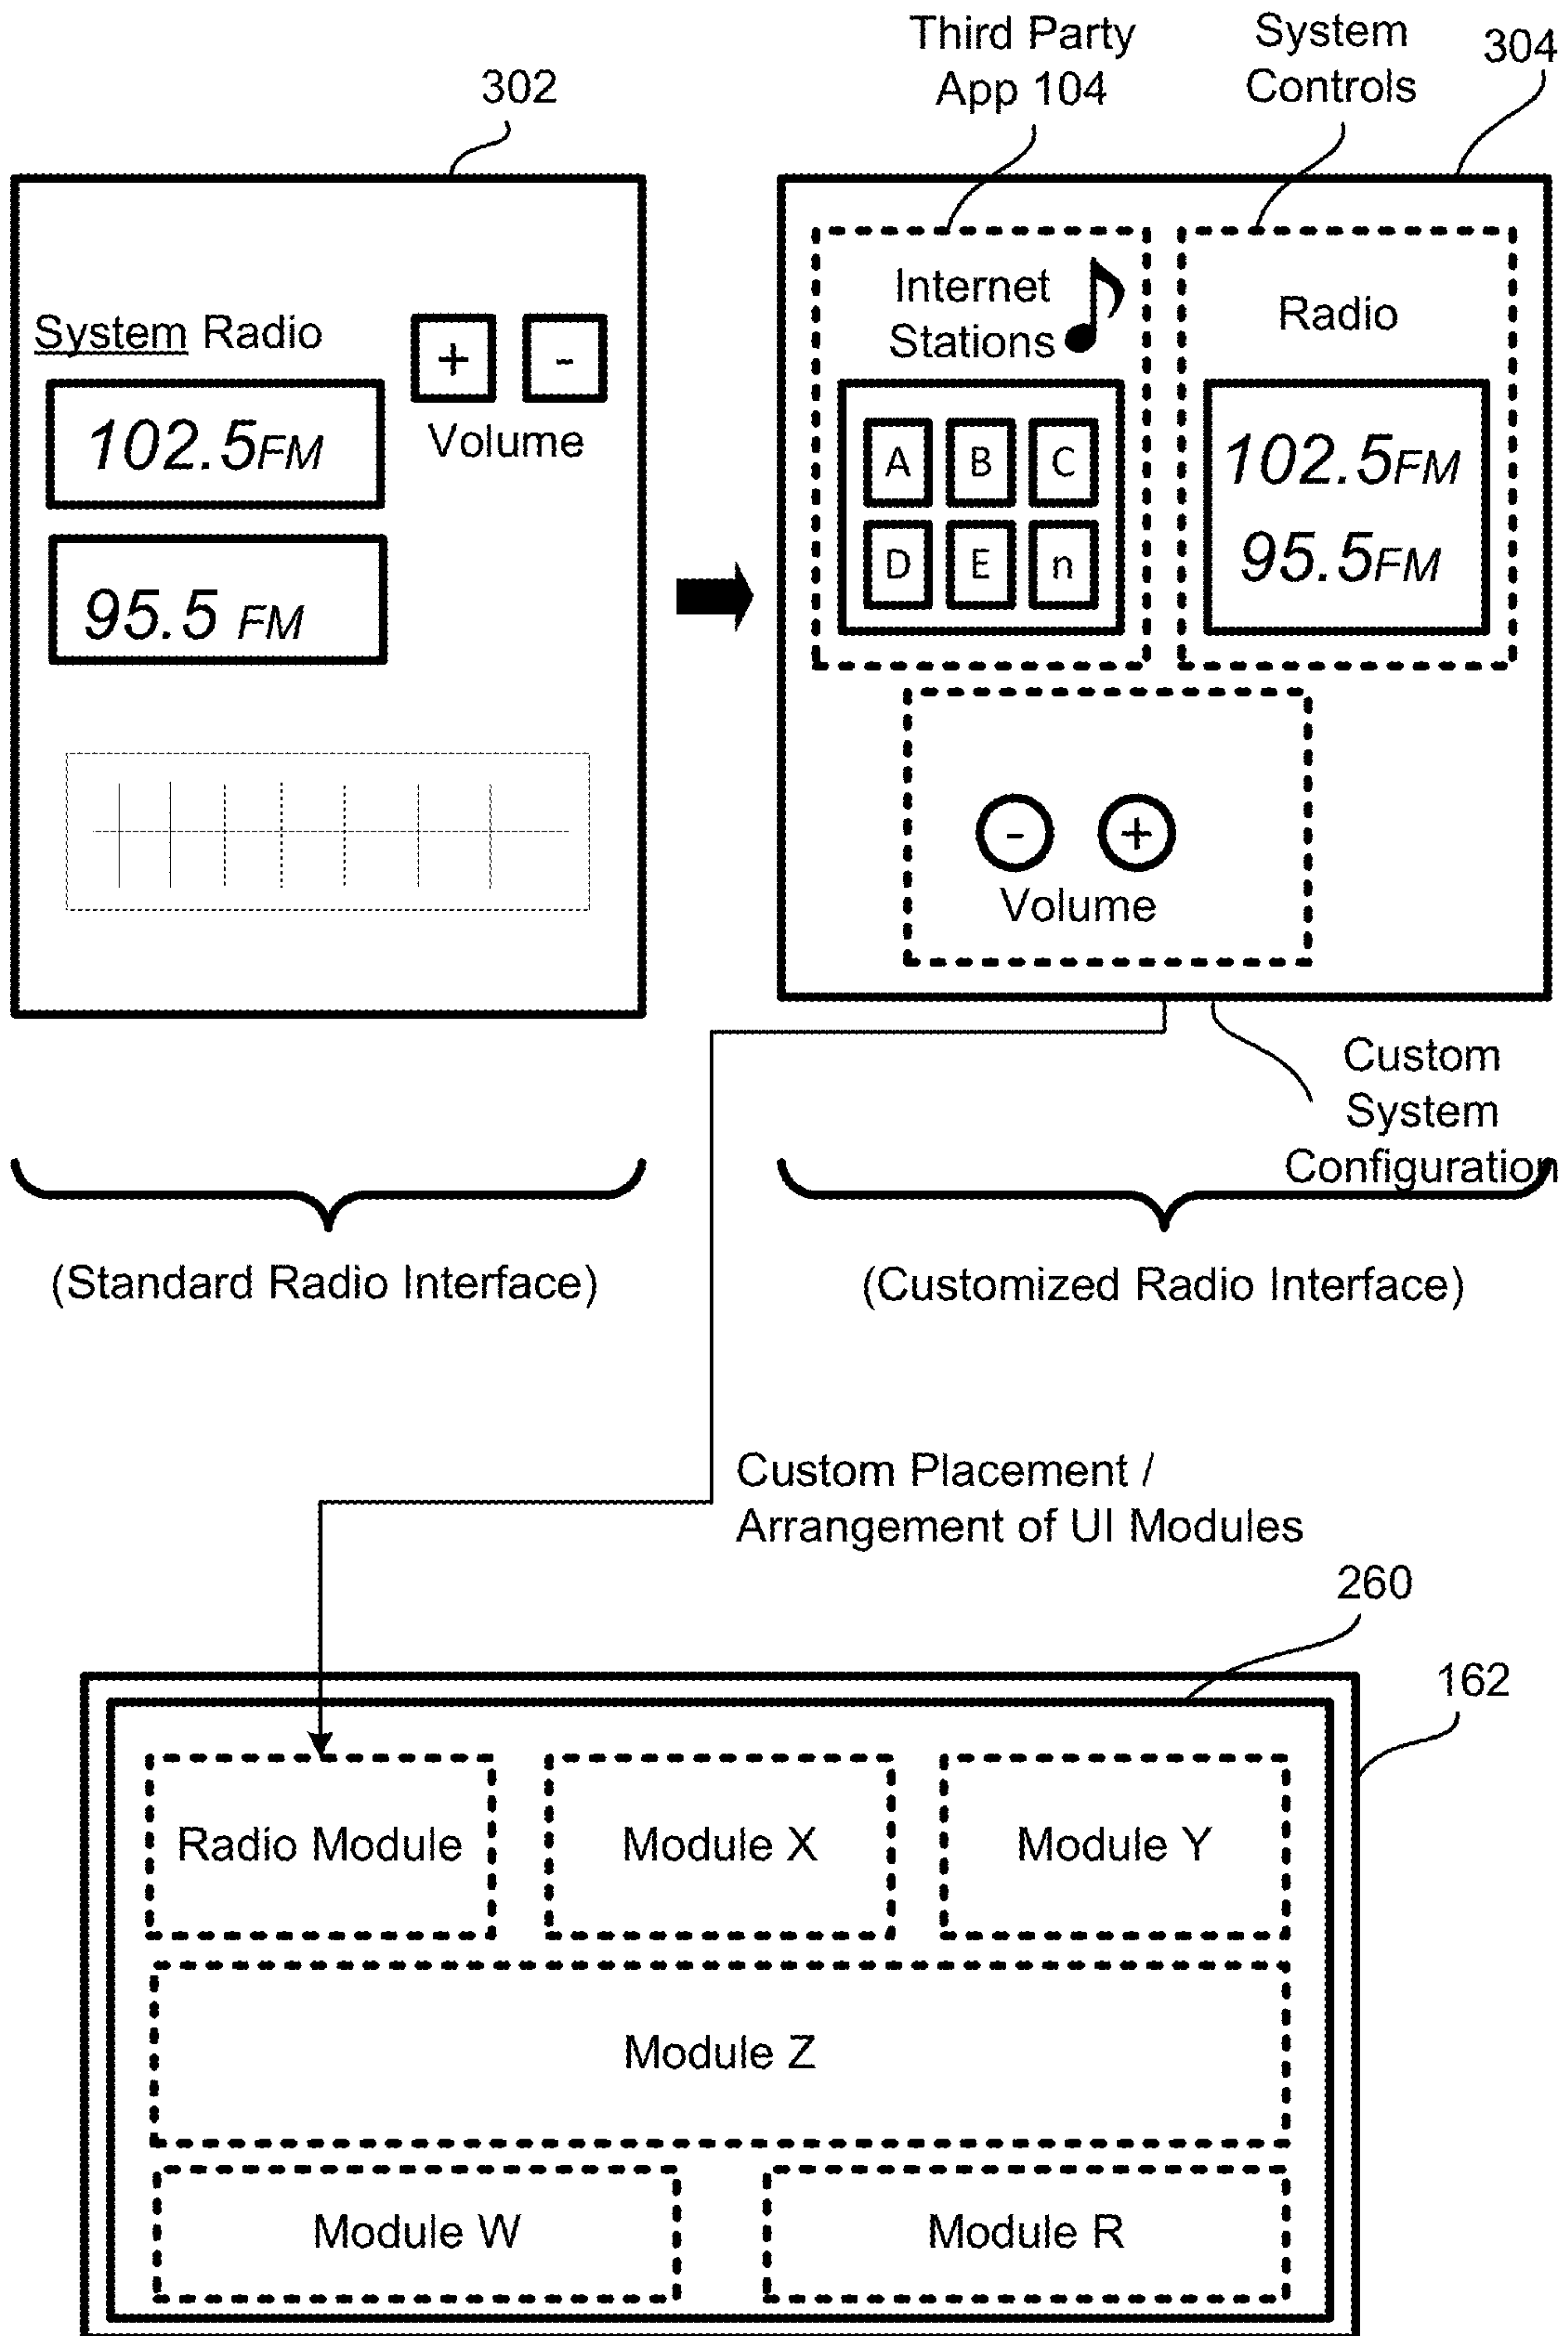 302
Third Party
App 104
System
Controls
304
System Radio
+
-
Volume
102.5FM
95.5 FM
Internet
Stations
A B C
D E n
Radio
102.5FM
95.5FM
-
+
Volume
Custom
System
Configuration
(Standard Radio Interface)
(Customized Radio Interface)
Custom Placement /
Arrangement of UI Modules
260
162
Radio Module
Module X
Module Y
Module Z
Module W
Module R